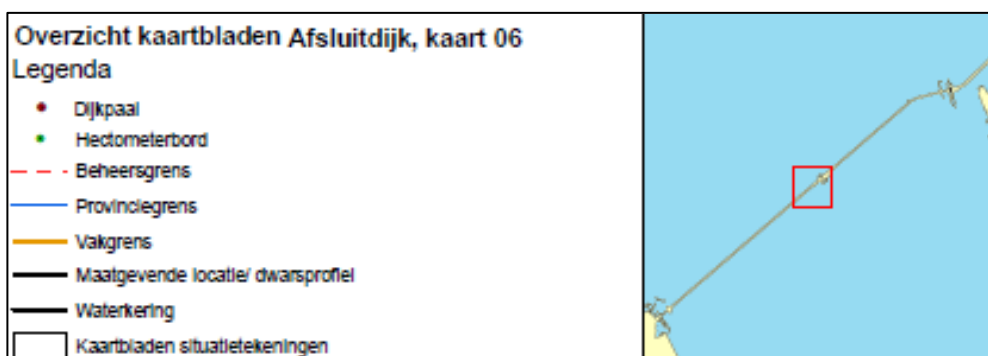 Overzicht kaartbladen Afsluitdijk, kaart 06
Legenda
Dijkpaal
Hectometerbord
Beheersgrens
Provinciegrens
Vakgrens
Maatgevende locatie/ dwarsprofiel
Waterkering
Kaartbladen situatietekeningen